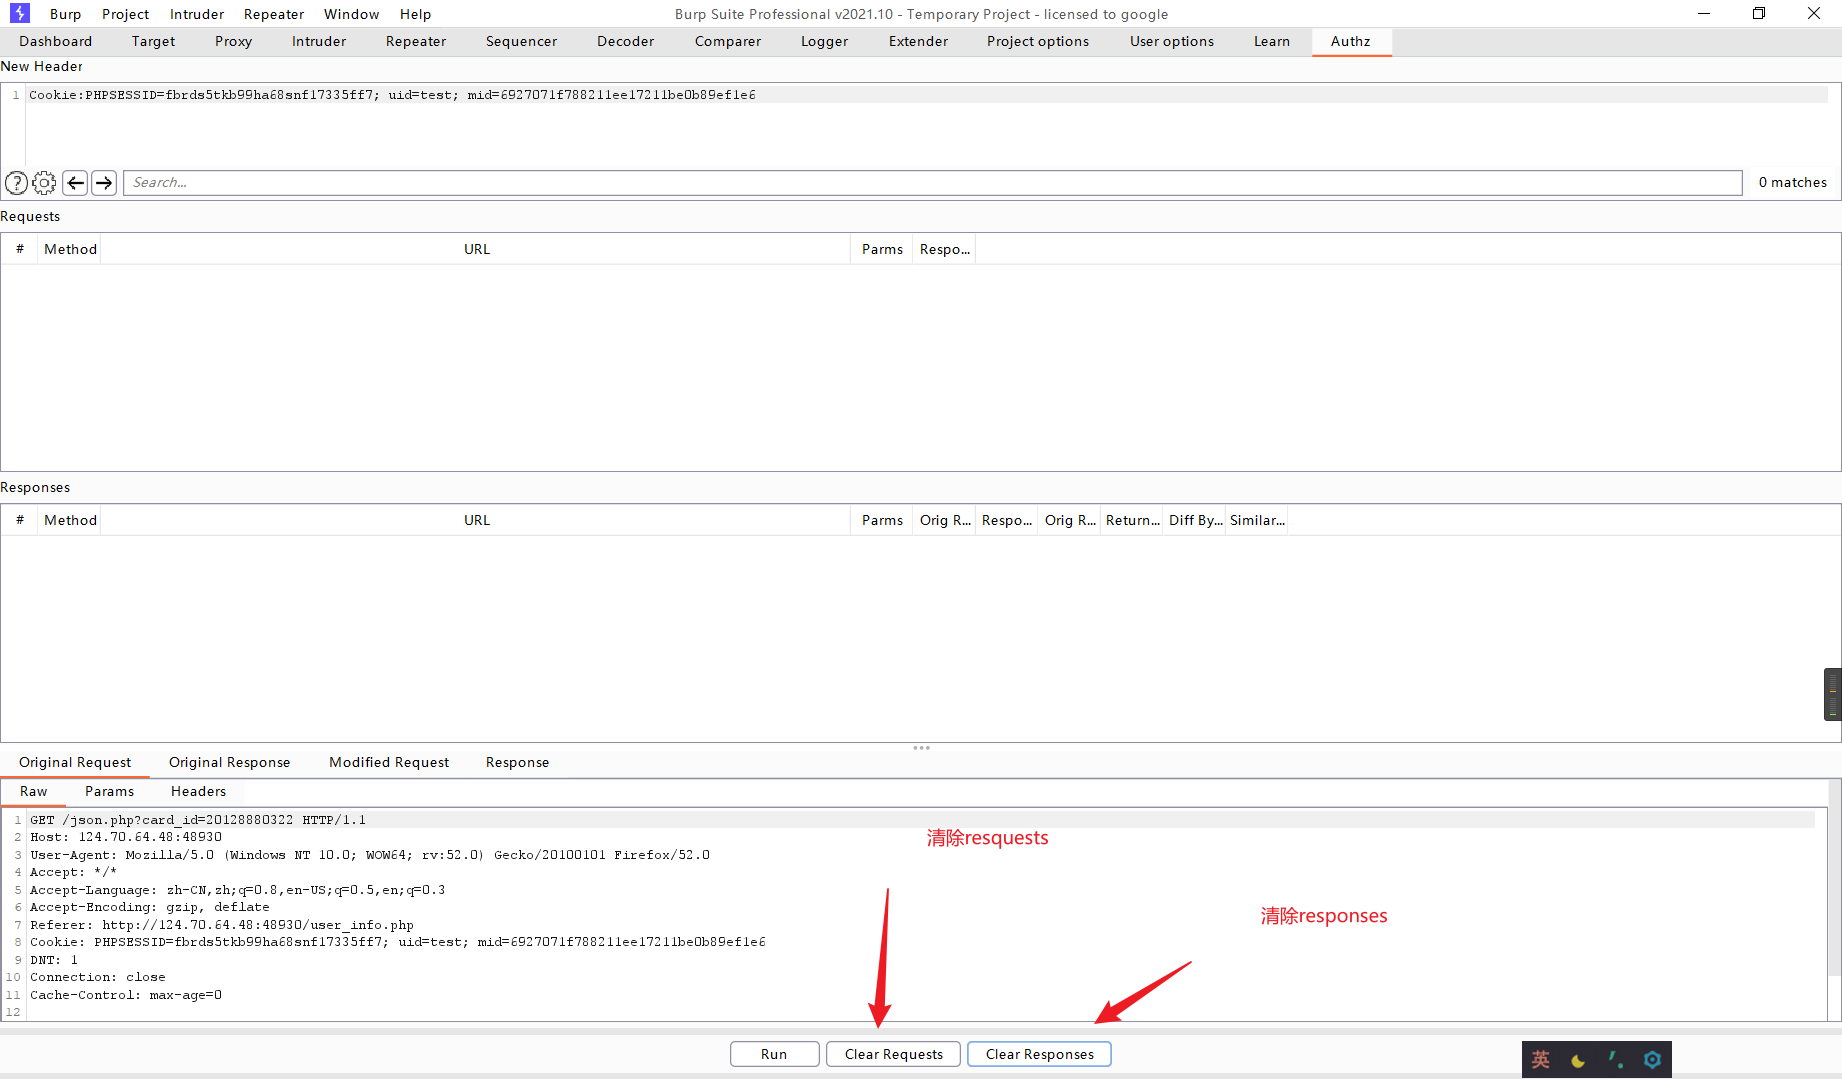 Burp Project Intruder Repeater Window Help Burp Suite Professional v2021.10 - Temporary Project - licensed to google
Dashboard Target Proxy Intruder Repeater Sequencer Decoder Comparer Logger Extender Project options User options Learn Authz
New Header
1 Cookie:PHPSESSID=fbrds5tkb99ha68snf17335ff7; uid=test; mid=6927071f788211ee17211be0b89ef1e6
? Search... 0 matches
Requests
# Method URL Parms Respo...
Responses
# Method URL Parms Orig R... Respo... Orig R... Return... Diff By... Similar...
Original Request Original Response Modified Request Response
Raw Params Headers
1 GET /json.php?card_id=20128880322 HTTP/1.1
2 Host: 124.70.64.48:48930
清除resquests
3 User-Agent: Mozilla/5.0 (Windows NT 10.0; WOW64; rv:52.0) Gecko/20100101 Firefox/52.0
4 Accept: */*
5 Accept-Language: zh-CN,zh;q=0.8,en-US;q=0.5,en;q=0.3
6 Accept-Encoding: gzip, deflate
清除responses
7 Referer: http://124.70.64.48:48930/user_info.php
8 Cookie: PHPSESSID=fbrds5tkb99ha68snf17335ff7; uid=test; mid=6927071f788211ee17211be0b89ef1e6
9 DNT: 1
10 Connection: close
11 Cache-Control: max-age=0
12
Run Clear Requests Clear Responses
英